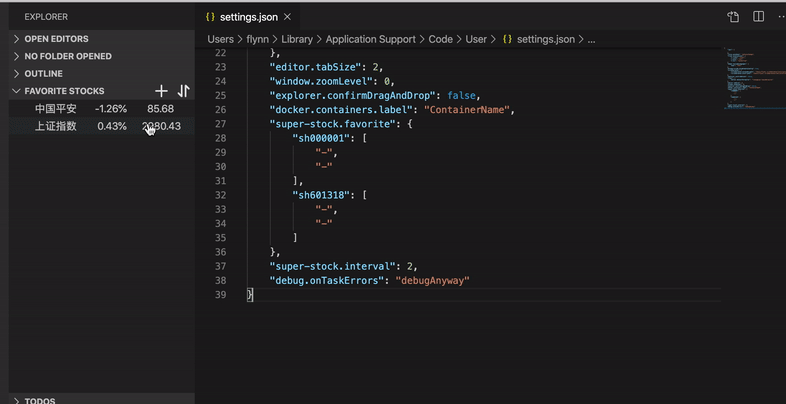 EXPLORER
OPEN EDITORS
NO FOLDER OPENED
OUTLINE
FAVORITE STOCKS
中国平安 -1.26% 85.68
上证指数 0.43%
TODOS
{} settings.json ×
Users > flynn > Library > Application Support > Code > User > {} settings.json > ...
22 },
23 "editor.tabSize": 2,
24 "window.zoomLevel": 0,
25 "explorer.confirmDragAndDrop": false,
26 "docker.containers.label": "ContainerName",
27 "super-stock.favorite": {
28 "sh000001": [
29 "—",
30 "—"
31 ],
32 "sh601318": [
33 "—",
34 "—"
35 ]
36 },
37 "super-stock.interval": 2,
38 "debug.onTaskErrors": "debugAnyway"
39 }